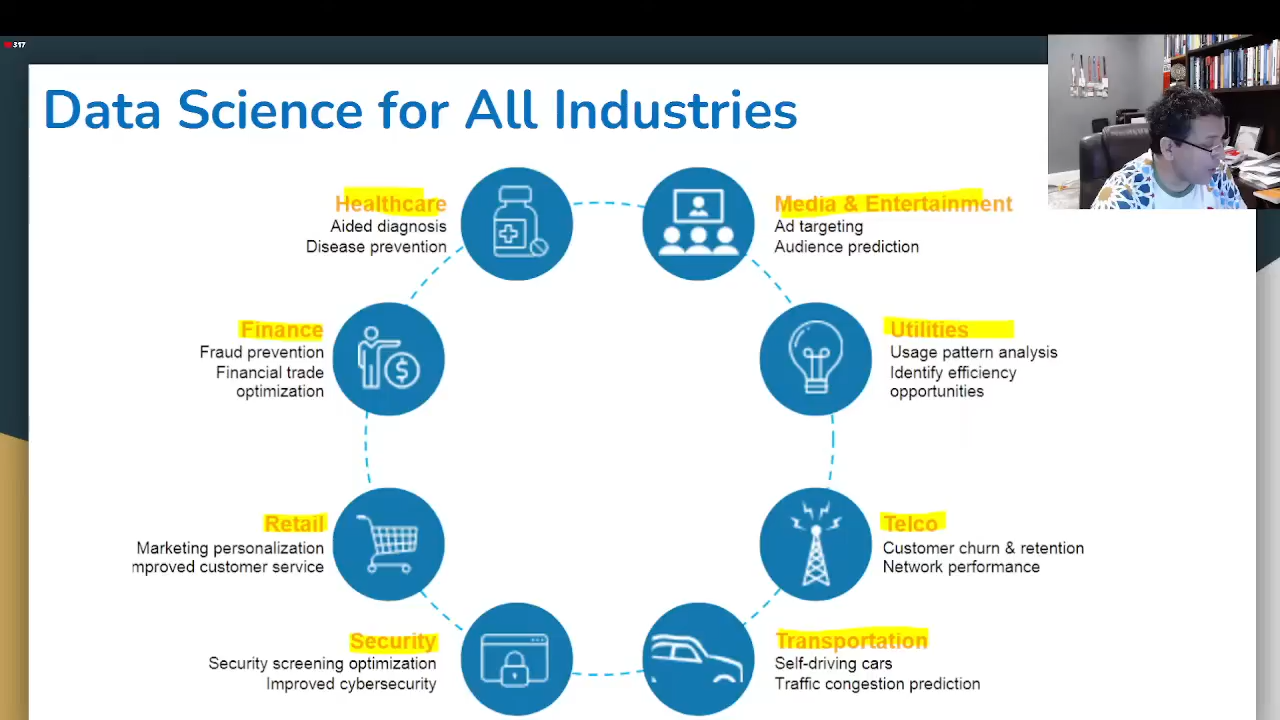 317
Data Science for All Industries
Healthcare
Aided diagnosis
Disease prevention
Media & Entertainment
Ad targeting
Audience prediction
Finance
Fraud prevention
Financial trade
optimization
Utilities
Usage pattern analysis
Identify efficiency
opportunities
Retail
Marketing personalization
mproved customer service
Telco
Customer churn & retention
Network performance
Security
Security screening optimization
Improved cybersecurity
Transportation
Self-driving cars
Traffic congestion prediction